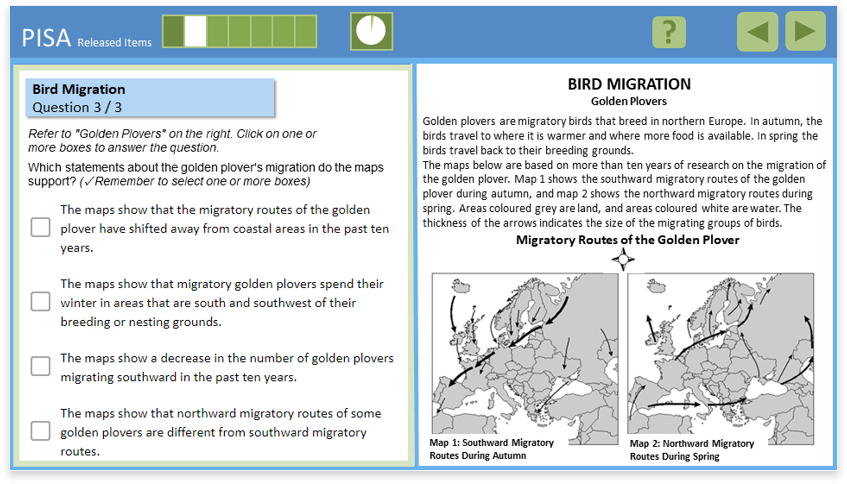 PISA Released Items
?
Bird Migration
Question 3 / 3
Refer to "Golden Plovers" on the right. Click on one or
more boxes to answer the question.
Which statements about the golden plover's migration do the maps
support? (✓Remember to select one or more boxes)
The maps show that the migratory routes of the golden
plover have shifted away from coastal areas in the past ten
years.
The maps show that migratory golden plovers spend their
winter in areas that are south and southwest of their
breeding or nesting grounds.
The maps show a decrease in the number of golden plovers
migrating southward in the past ten years.
The maps show that northward migratory routes of some
golden plovers are different from southward migratory
routes.
BIRD MIGRATION
Golden Plovers
Golden plovers are migratory birds that breed in northern Europe. In autumn, the
birds travel to where it is warmer and where more food is available. In spring the
birds travel back to their breeding grounds.
The maps below are based on more than ten years of research on the migration of
the golden plover. Map 1 shows the southward migratory routes of the golden
plover during autumn, and map 2 shows the northward migratory routes during
spring. Areas coloured grey are land, and areas coloured white are water. The
thickness of the arrows indicates the size of the migrating groups of birds.
Migratory Routes of the Golden Plover
Map 1: Southward Migratory
Routes During Autumn
Map 2: Northward Migratory
Routes During Spring